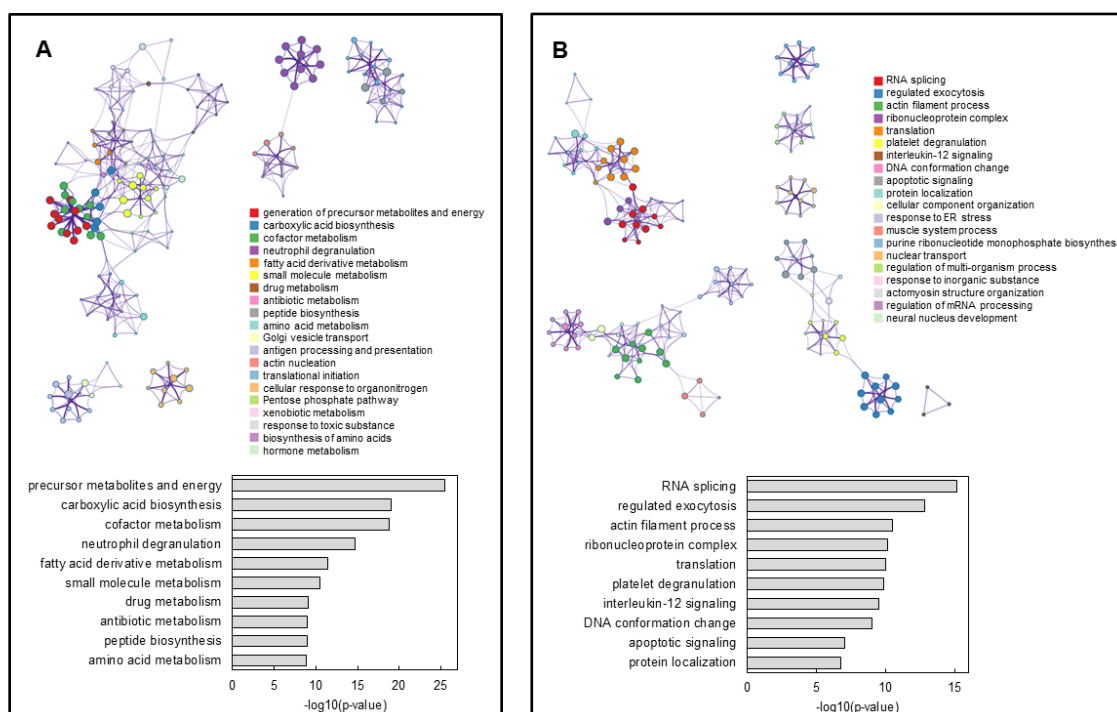 A
generation of precursor metabolites and energy
carboxylic acid biosynthesis
cofactor metabolism
neutrophil degranulation
fatty acid derivative metabolism
small molecule metabolism
drug metabolism
antibiotic metabolism
peptide biosynthesis
amino acid metabolism
Golgi vesicle transport
antigen processing and presentation
actin nucleation
translational initiation
cellular response to organonitrogen
Pentose phosphate pathway
xenobiotic metabolism
response to toxic substance
biosynthesis of amino acids
hormone metabolism
precursor metabolites and energy
carboxylic acid biosynthesis
cofactor metabolism
neutrophil degranulation
fatty acid derivative metabolism
small molecule metabolism
drug metabolism
antibiotic metabolism
peptide biosynthesis
amino acid metabolism
0 5 10 15 20 25
-log10(p-value)
B
RNA splicing
regulated exocytosis
actin filament process
ribonucleoprotein complex
translation
platelet degranulation
interleukin-12 signaling
DNA conformation change
apoptotic signaling
protein localization
cellular component organization
response to ER stress
muscle system process
purine ribonucleotide monophosphate biosynthes
nuclear transport
regulation of multi-organism process
response to inorganic substance
actomyosin structure organization
regulation of mRNA processing
neural nucleus development
RNA splicing
regulated exocytosis
actin filament process
ribonucleoprotein complex
translation
platelet degranulation
interleukin-12 signaling
DNA conformation change
apoptotic signaling
protein localization
0 5 10 15
-log10(p-value)